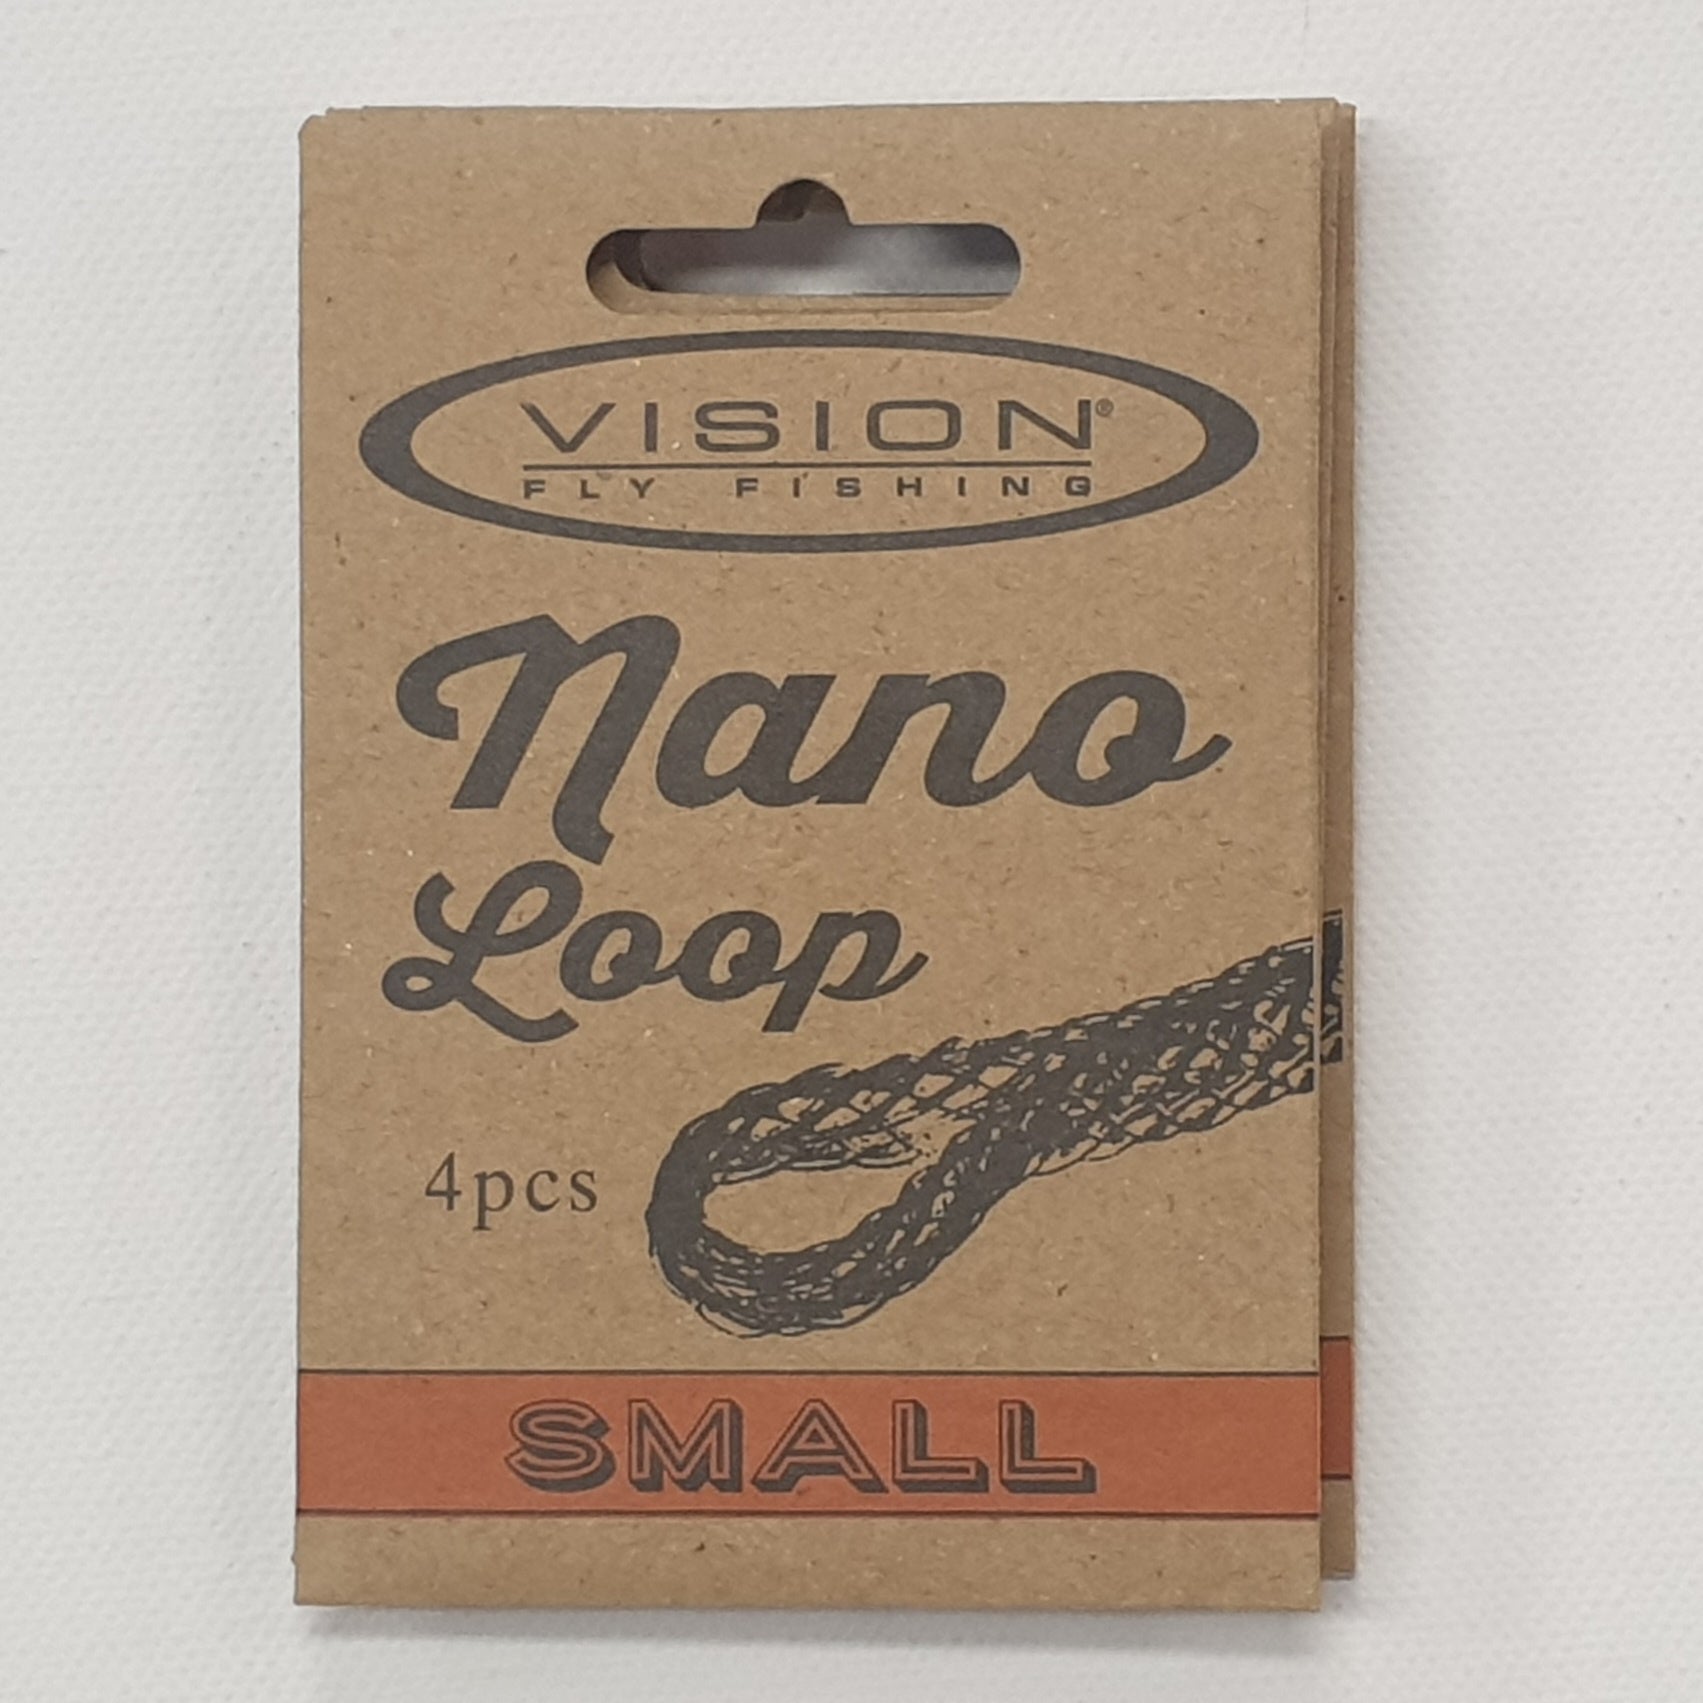 VISION®
FLY FISHING
Nano
Loop
4pcs
SMALL